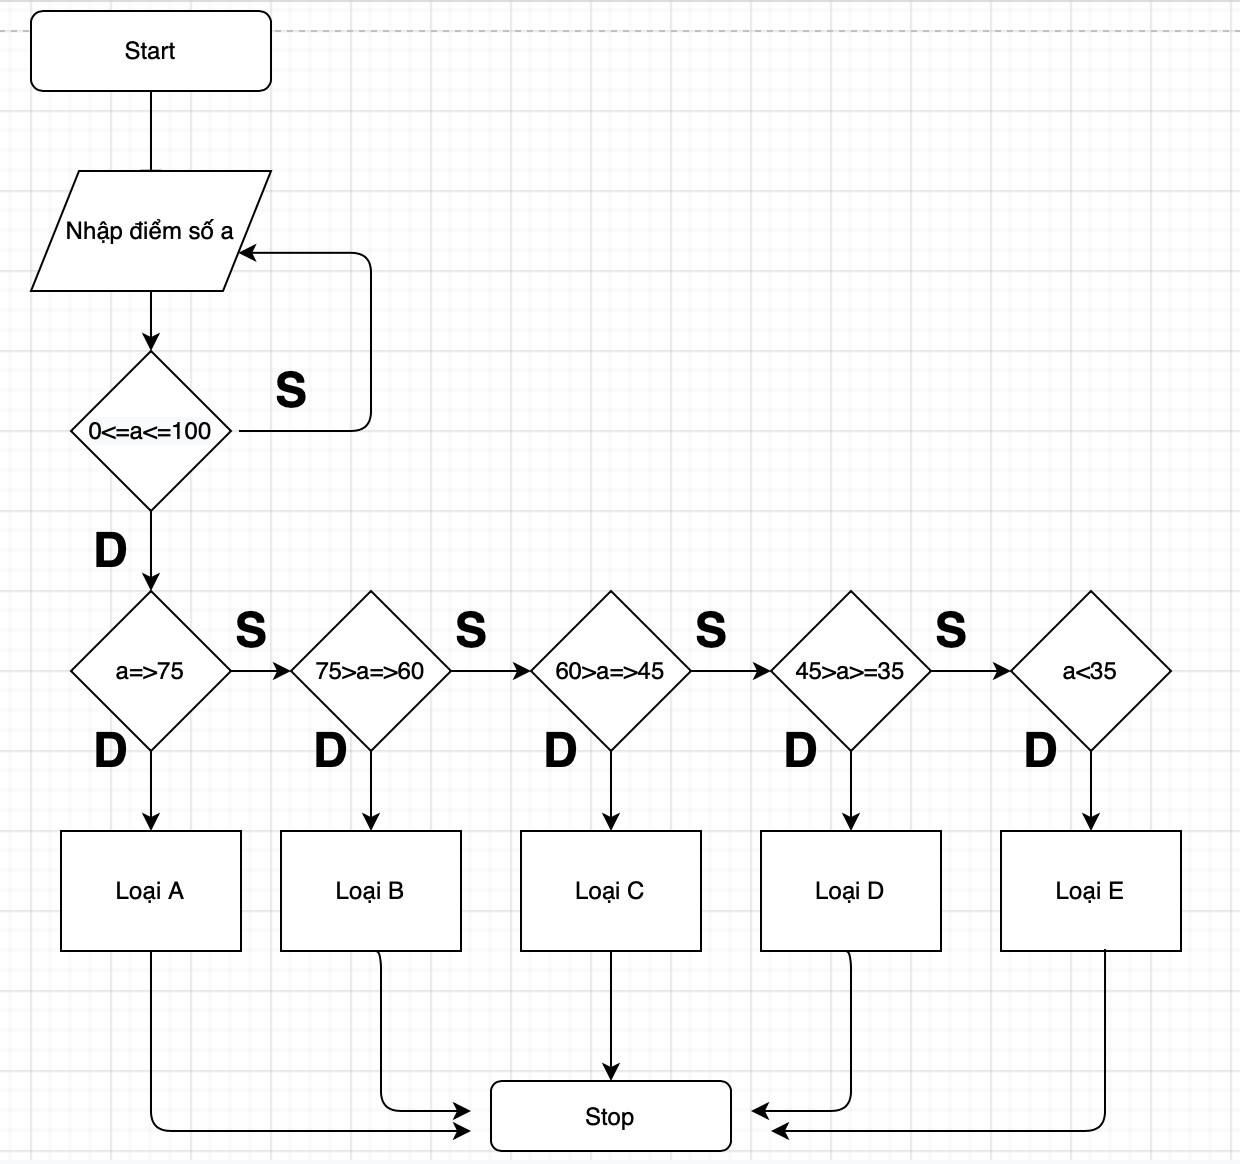 Start
Nhập điểm số a
S
0<=a<=100
D
S
S
S
S
a=>75
75>a=>60
60>a=>45
45>a>=35
a<35
D
D
D
D
D
Loại A
Loại B
Loại C
Loại D
Loại E
Stop